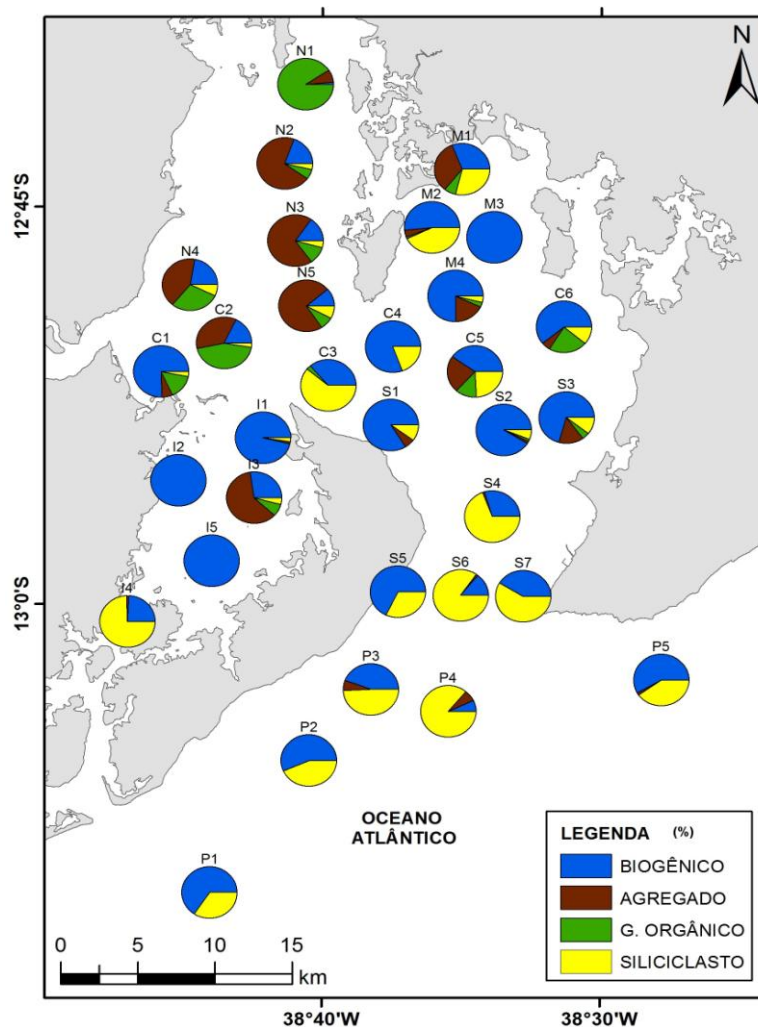 N
N1
N2
M1
12°45'S
M2
M3
N3
N4
M4
N5
C2
C4
C6
C1
C3
C5
S1
S2
S3
I1
I2
I3
S4
I5
S5
S6
S7
13°0'S
I4
P3
P4
P5
P2
OCEANO
ATLÂNTICO
P1
LEGENDA (%)
BIOGÊNICO
AGREGADO
G. ORGÂNICO
SILICICLASTO
0 5 10 15
km
38°40'W 38°30'W